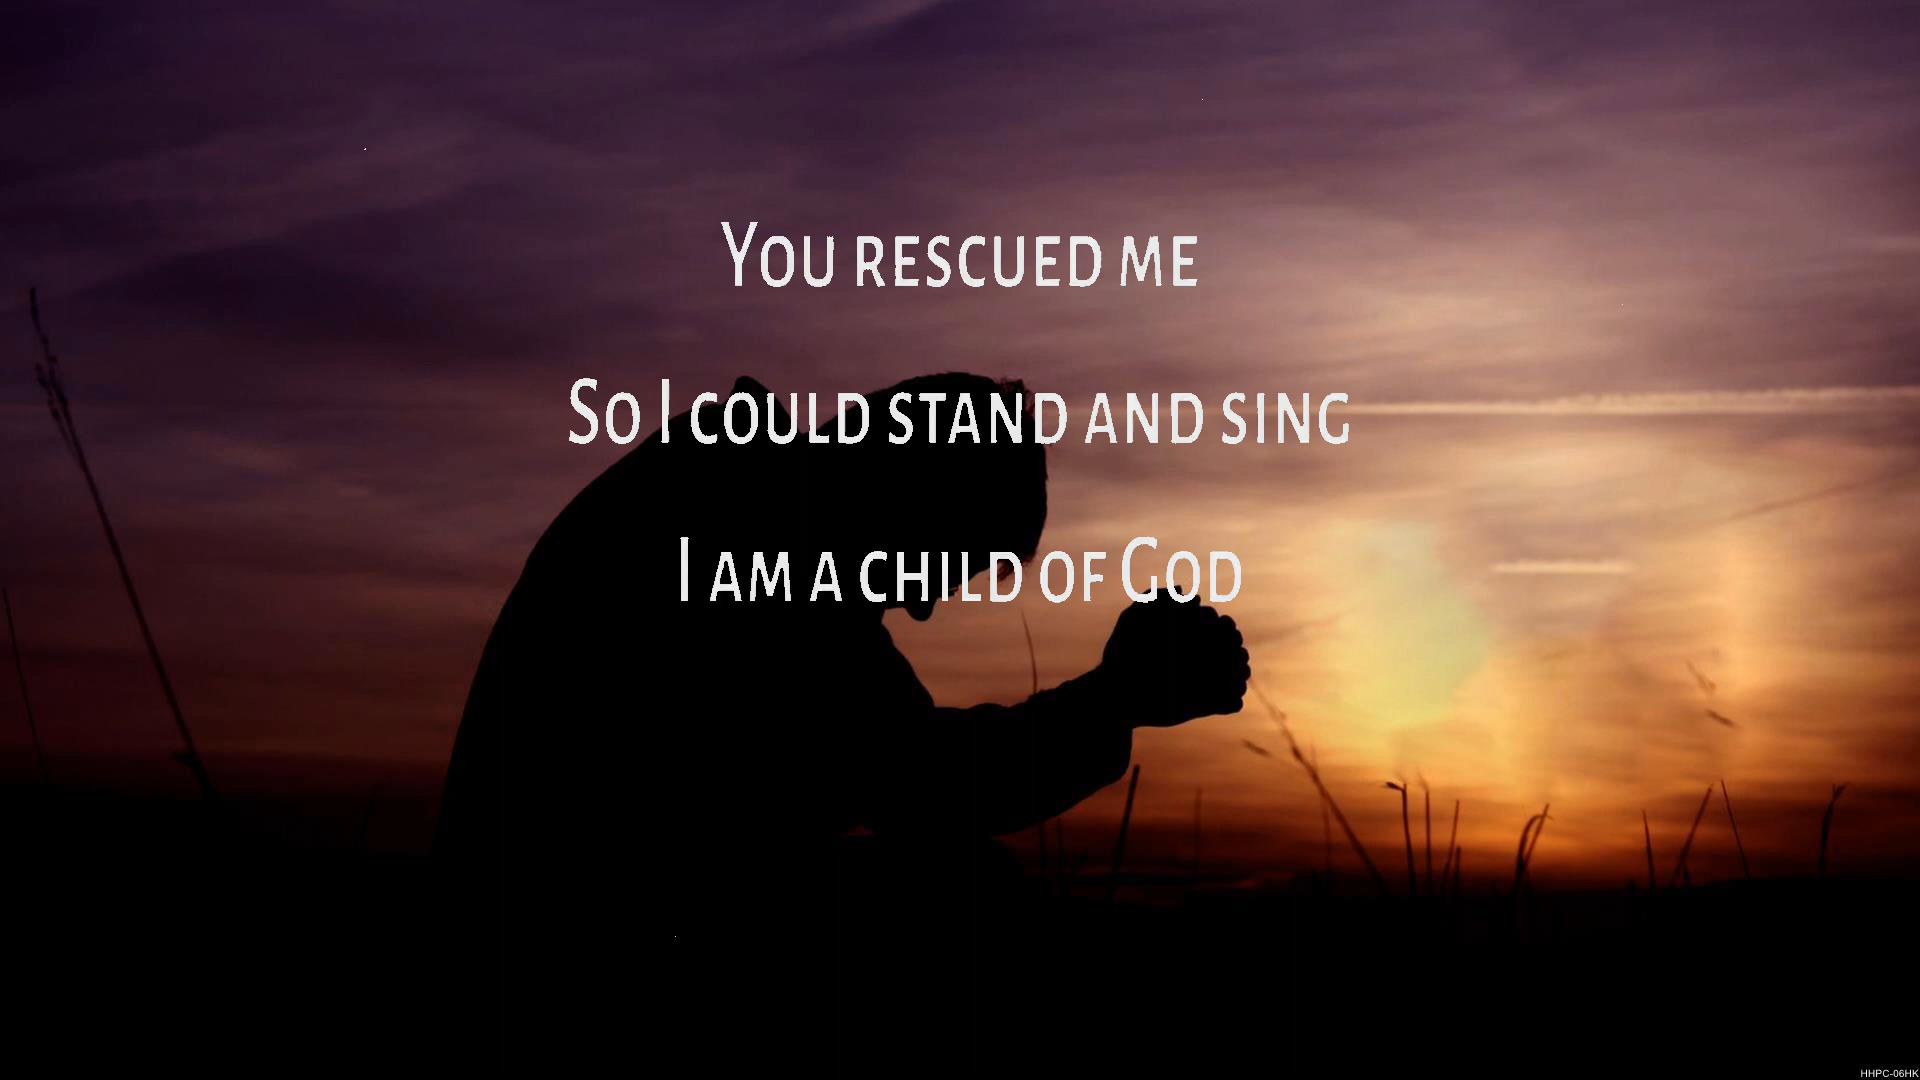 You rescued me
So I could stand and sing
I am a child of God
HHPC-06HK